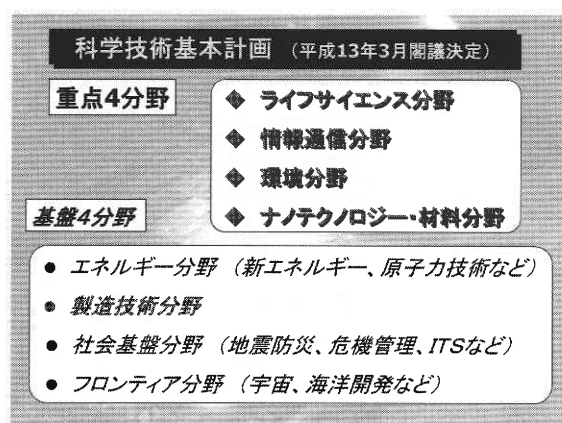 科学技術基本計画 （平成13年3月閣議決定）
重点4分野
◆ ライフサイエンス分野
◆ 情報通信分野
◆ 環境分野
◆ ナノテクノロジー・材料分野
基盤4分野
● エネルギー分野 （新エネルギー、原子力技術など）
● 製造技術分野
● 社会基盤分野 （地震防災、危機管理、ITSなど）
● フロンティア分野 （宇宙、海洋開発など）